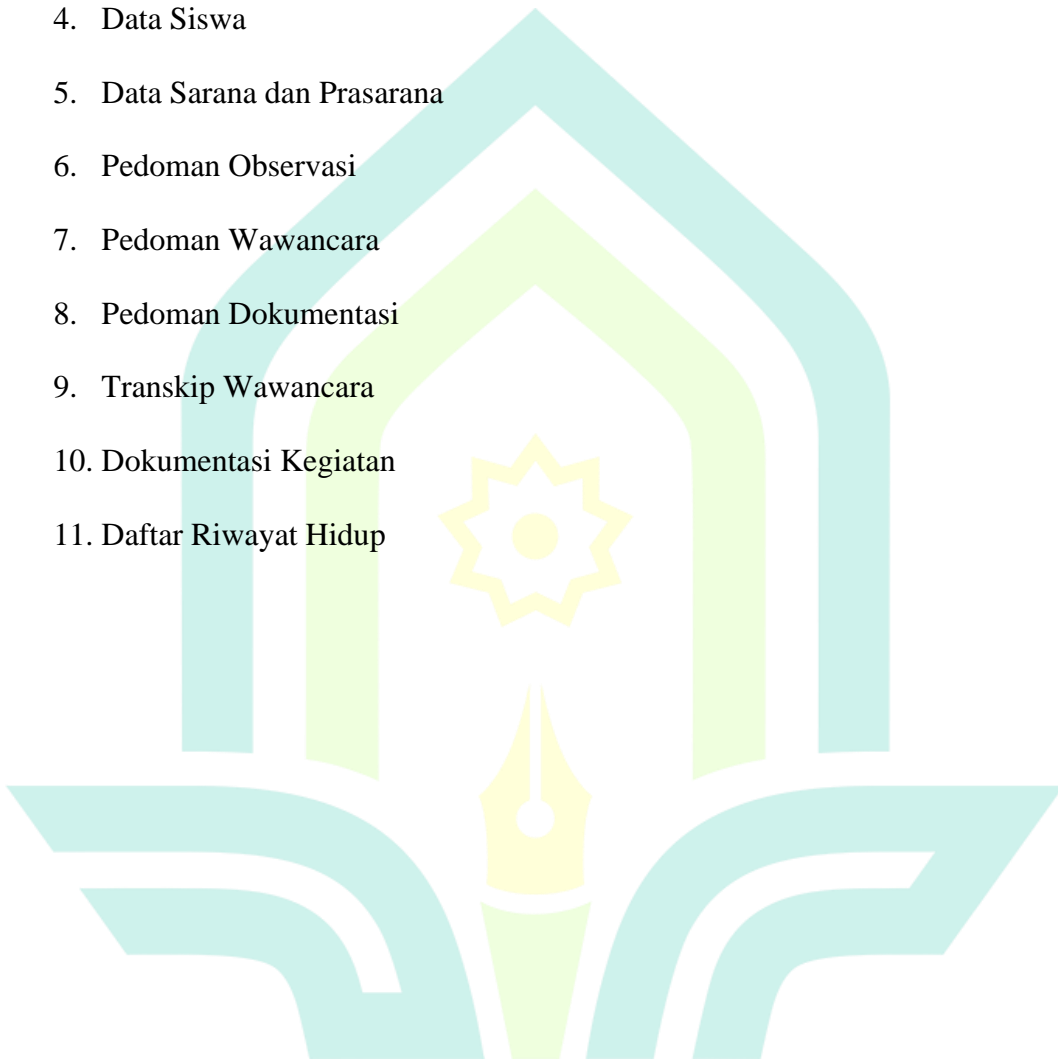 4. Data Siswa
5. Data Sarana dan Prasarana
6. Pedoman Observasi
7. Pedoman Wawancara
8. Pedoman Dokumentasi
9. Transkip Wawancara
10. Dokumentasi Kegiatan
11. Daftar Riwayat Hidup